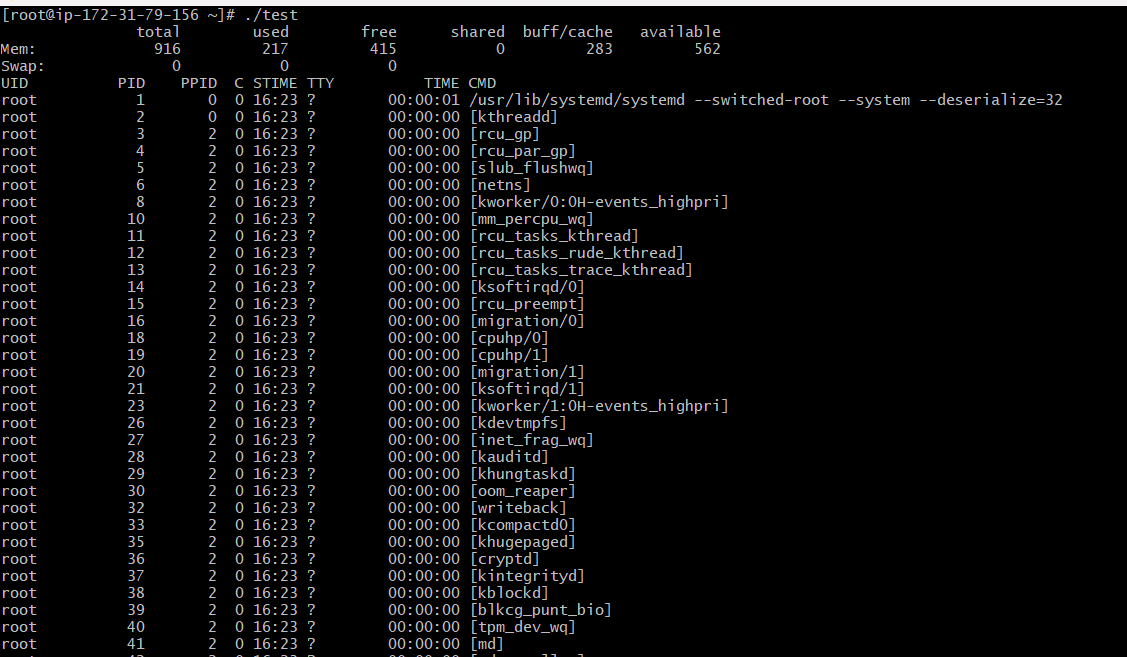 [root@ip-172-31-79-156 ~]# ./test
total used free shared buff/cache available
Mem: 916 217 415 0 283 562
Swap: 0 0 0
UID PID PPID C STIME TTY TIME CMD
root 1 0 0 16:23 ? 00:00:01 /usr/lib/systemd/systemd --switched-root --system --deserialize=32
root 2 0 0 16:23 ? 00:00:00 [kthreadd]
root 3 2 0 16:23 ? 00:00:00 [rcu_gp]
root 4 2 0 16:23 ? 00:00:00 [rcu_par_gp]
root 5 2 0 16:23 ? 00:00:00 [slub_flushwq]
root 6 2 0 16:23 ? 00:00:00 [netns]
root 8 2 0 16:23 ? 00:00:00 [kworker/0:0H-events_highpri]
root 10 2 0 16:23 ? 00:00:00 [mm_percpu_wq]
root 11 2 0 16:23 ? 00:00:00 [rcu_tasks_kthread]
root 12 2 0 16:23 ? 00:00:00 [rcu_tasks_rude_kthread]
root 13 2 0 16:23 ? 00:00:00 [rcu_tasks_trace_kthread]
root 14 2 0 16:23 ? 00:00:00 [ksoftirqd/0]
root 15 2 0 16:23 ? 00:00:00 [rcu_preempt]
root 16 2 0 16:23 ? 00:00:00 [migration/0]
root 18 2 0 16:23 ? 00:00:00 [cpuhp/0]
root 19 2 0 16:23 ? 00:00:00 [cpuhp/1]
root 20 2 0 16:23 ? 00:00:00 [migration/1]
root 21 2 0 16:23 ? 00:00:00 [ksoftirqd/1]
root 23 2 0 16:23 ? 00:00:00 [kworker/1:0H-events_highpri]
root 26 2 0 16:23 ? 00:00:00 [kdevtmpfs]
root 27 2 0 16:23 ? 00:00:00 [inet_frag_wq]
root 28 2 0 16:23 ? 00:00:00 [kauditd]
root 29 2 0 16:23 ? 00:00:00 [khungtaskd]
root 30 2 0 16:23 ? 00:00:00 [oom_reaper]
root 32 2 0 16:23 ? 00:00:00 [writeback]
root 33 2 0 16:23 ? 00:00:00 [kcompactd0]
root 35 2 0 16:23 ? 00:00:00 [khugepaged]
root 36 2 0 16:23 ? 00:00:00 [cryptd]
root 37 2 0 16:23 ? 00:00:00 [kintegrityd]
root 38 2 0 16:23 ? 00:00:00 [kblockd]
root 39 2 0 16:23 ? 00:00:00 [blkcg_punt_bio]
root 40 2 0 16:23 ? 00:00:00 [tpm_dev_wq]
root 41 2 0 16:23 ? 00:00:00 [md]